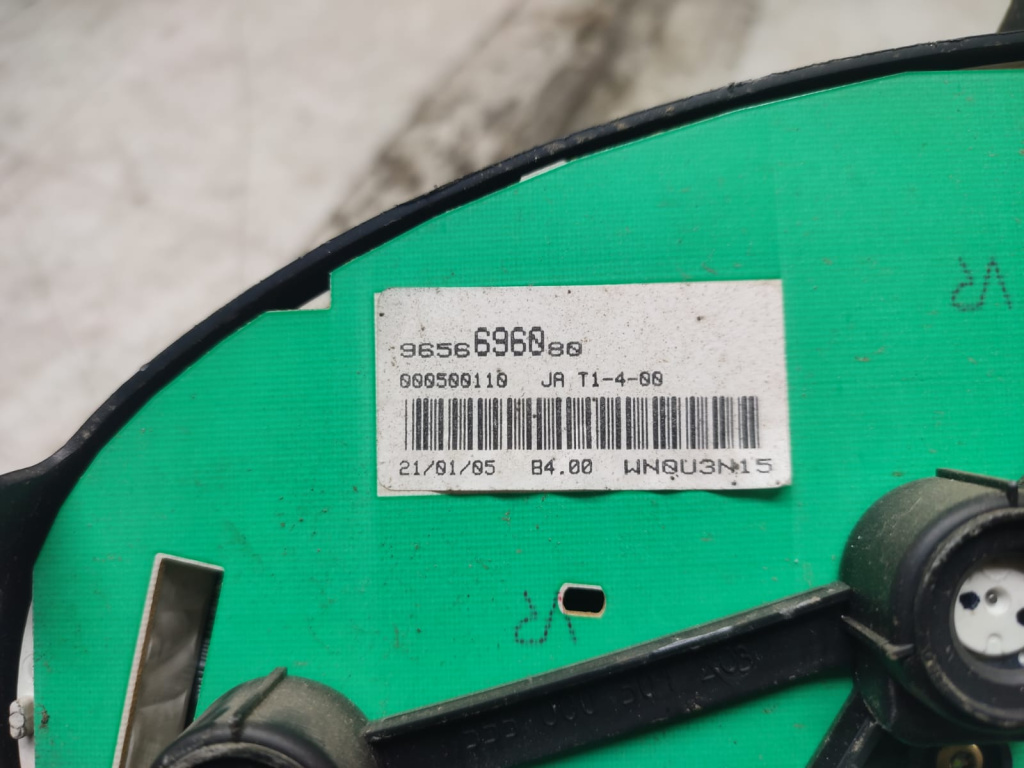 9656696080
000500110 JA T1-4-00
21/01/05 B4.00 WNQU3N15
VR
VR